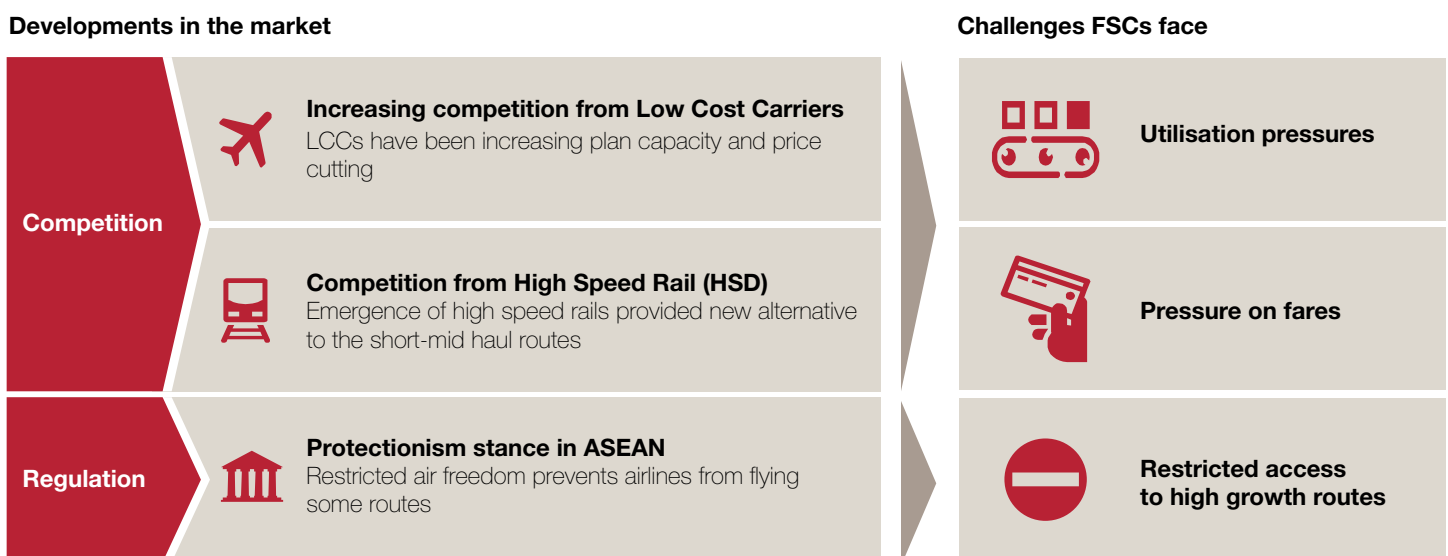 Developments in the market
Challenges FSCs face
Competition
Increasing competition from Low Cost Carriers
LCCs have been increasing plan capacity and price
cutting
Utilisation pressures
Competition from High Speed Rail (HSD)
Emergence of high speed rails provided new alternative
to the short-mid haul routes
Pressure on fares
Regulation
Protectionism stance in ASEAN
Restricted air freedom prevents airlines from flying
some routes
Restricted access
to high growth routes